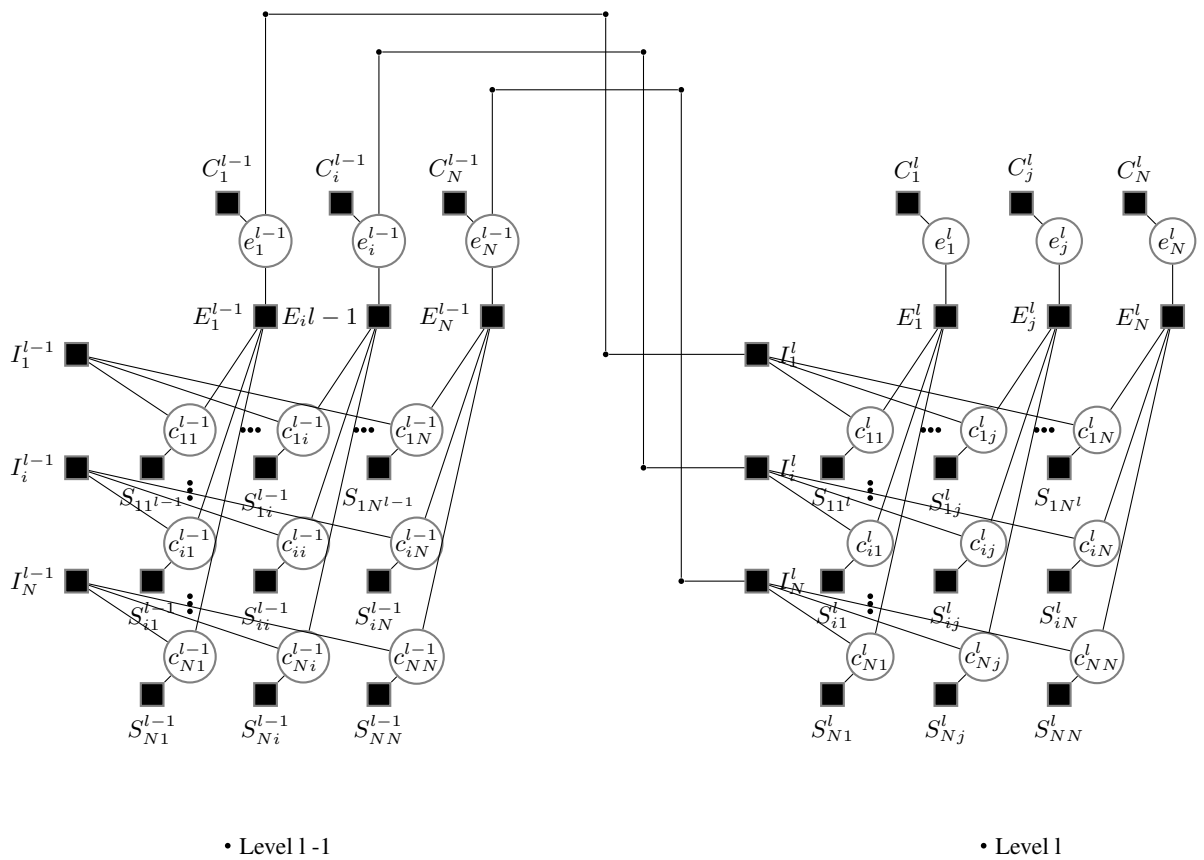 C_1^{l-1} C_i^{l-1} C_N^{l-1} C_1^l C_j^l C_N^l
e_1^{l-1} e_i^{l-1} e_N^{l-1} e_1^l e_j^l e_N^l
E_1^{l-1} E_i l-1 E_N^{l-1} E_1^l E_j^l E_N^l
I_1^{l-1} I_1^l
c_{11}^{l-1} ... c_{1i}^{l-1} ... c_{1N}^{l-1} c_{11}^l ... c_{1j}^l ... c_{1N}^l
I_i^{l-1} I_i^l
S_{11^{l-1}} S_{1i}^{l-1} S_{1N^{l-1}} S_{11^l} S_{1j}^l S_{1N^l}
c_{i1}^{l-1} c_{ii}^{l-1} c_{iN}^{l-1} c_{i1}^l c_{ij}^l c_{iN}^l
I_N^{l-1} I_N^l
S_{i1}^{l-1} S_{ii}^{l-1} S_{iN}^{l-1} S_{i1}^l S_{ij}^l S_{iN}^l
c_{N1}^{l-1} c_{Ni}^{l-1} c_{NN}^{l-1} c_{N1}^l c_{Nj}^l c_{NN}^l
S_{N1}^{l-1} S_{Ni}^{l-1} S_{NN}^{l-1} S_{N1}^l S_{Nj}^l S_{NN}^l
• Level l -1 • Level l